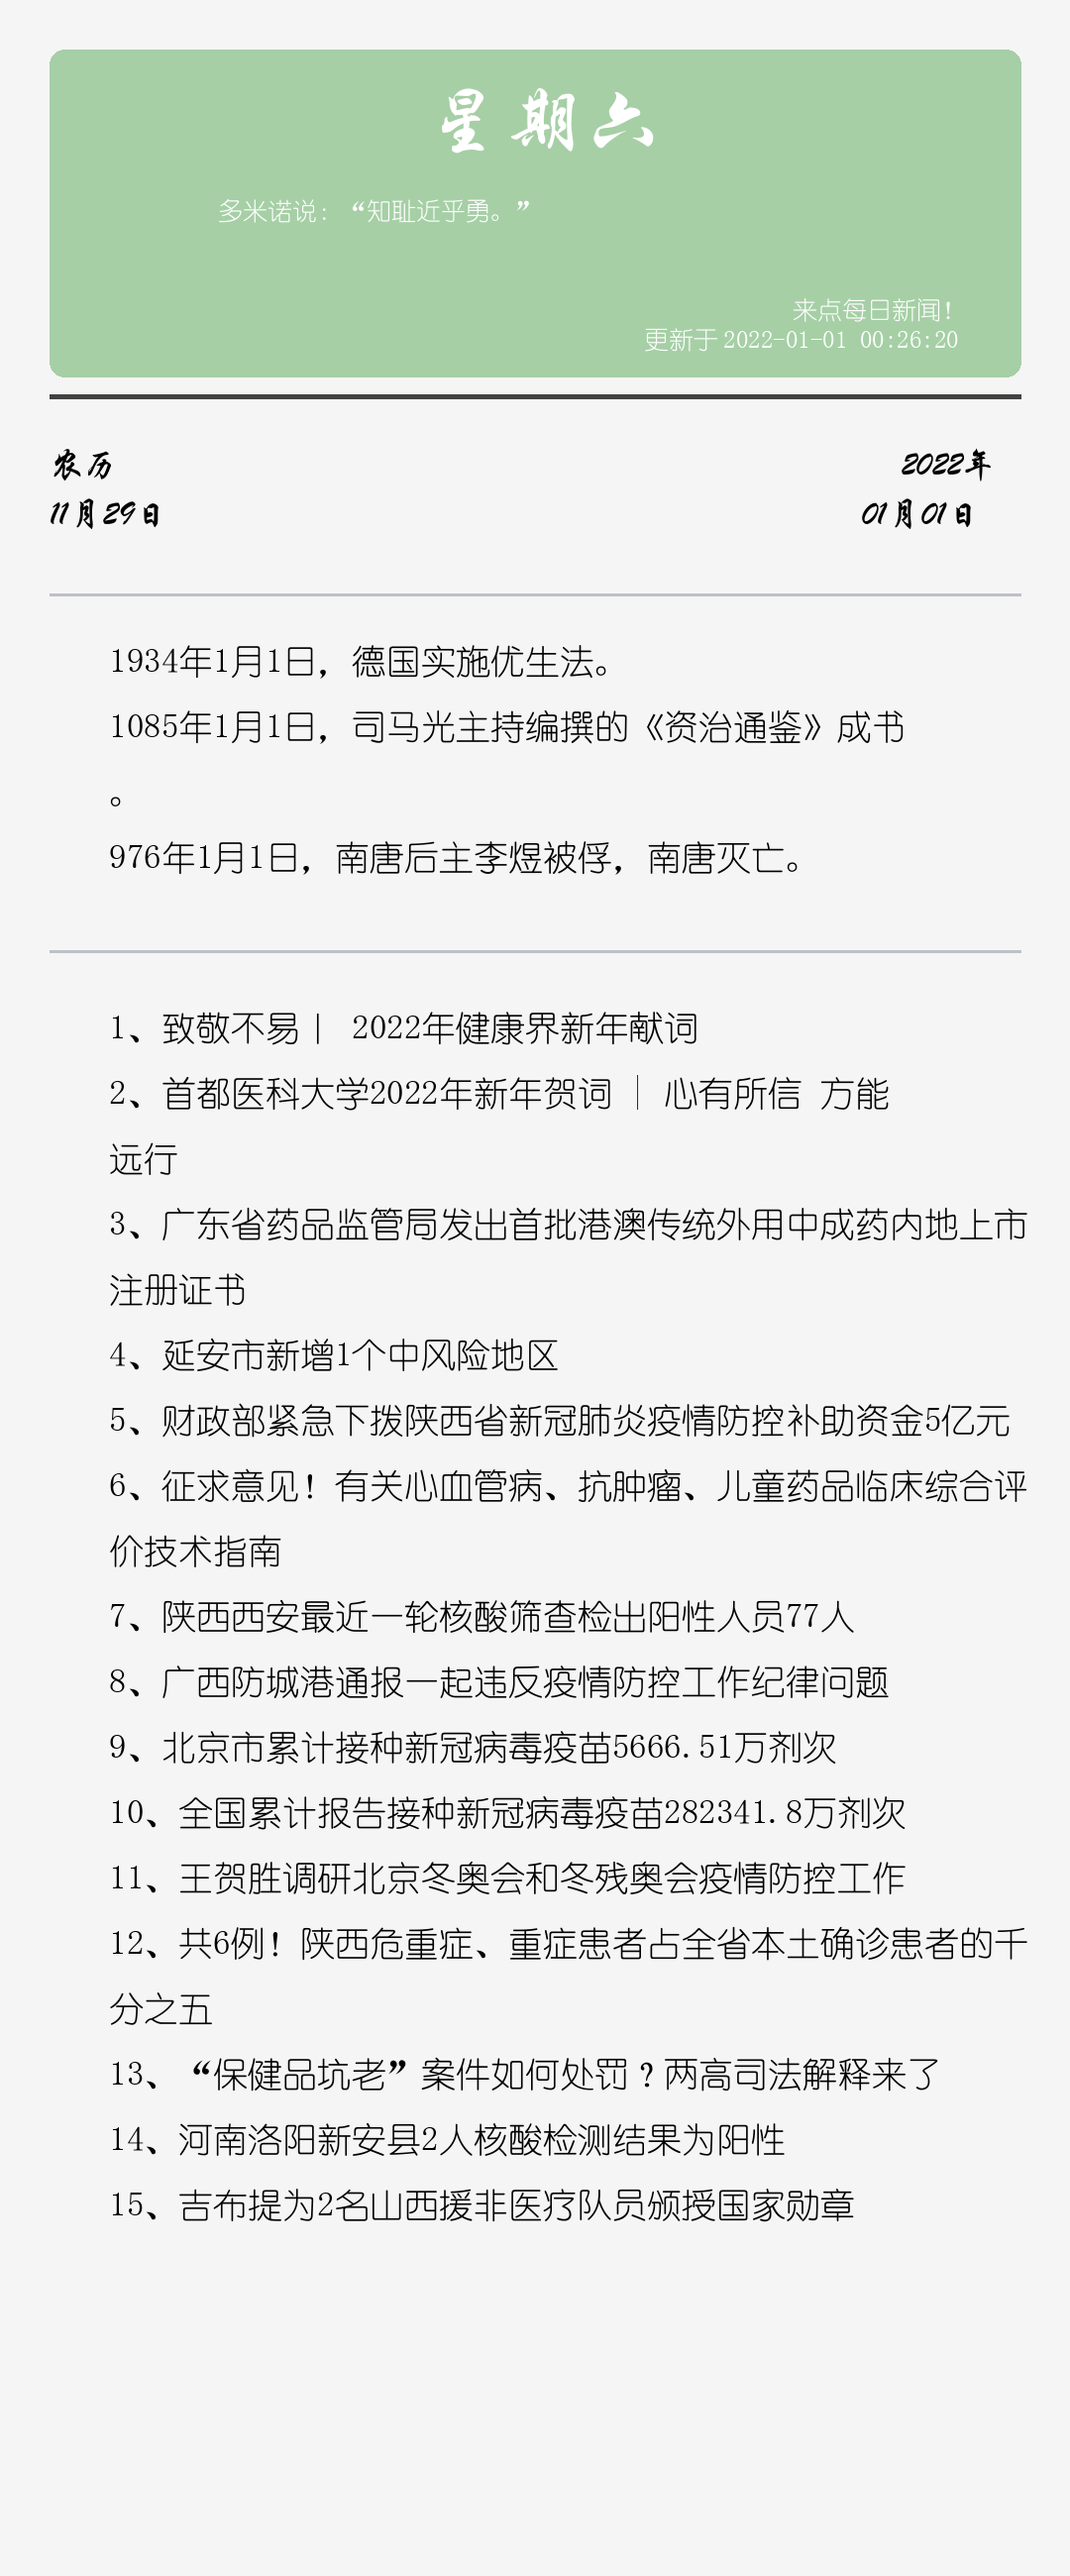 星期六
多米诺说：“知耻近乎勇。”
来点每日新闻！
更新于 2022-01-01 00:26:20
农历
2022年
11月29日
01月01日
1934年1月1日，德国实施优生法。
1085年1月1日，司马光主持编撰的《资治通鉴》成书
。
976年1月1日，南唐后主李煜被俘，南唐灭亡。
1、致敬不易丨 2022年健康界新年献词
2、首都医科大学2022年新年贺词 │ 心有所信 方能
远行
3、广东省药品监管局发出首批港澳传统外用中成药内地上市
注册证书
4、延安市新增1个中风险地区
5、财政部紧急下拨陕西省新冠肺炎疫情防控补助资金5亿元
6、征求意见！有关心血管病、抗肿瘤、儿童药品临床综合评
价技术指南
7、陕西西安最近一轮核酸筛查检出阳性人员77人
8、广西防城港通报一起违反疫情防控工作纪律问题
9、北京市累计接种新冠病毒疫苗5666.51万剂次
10、全国累计报告接种新冠病毒疫苗282341.8万剂次
11、王贺胜调研北京冬奥会和冬残奥会疫情防控工作
12、共6例！陕西危重症、重症患者占全省本土确诊患者的千
分之五
13、“保健品坑老”案件如何处罚？两高司法解释来了
14、河南洛阳新安县2人核酸检测结果为阳性
15、吉布提为2名山西援非医疗队员颁授国家勋章